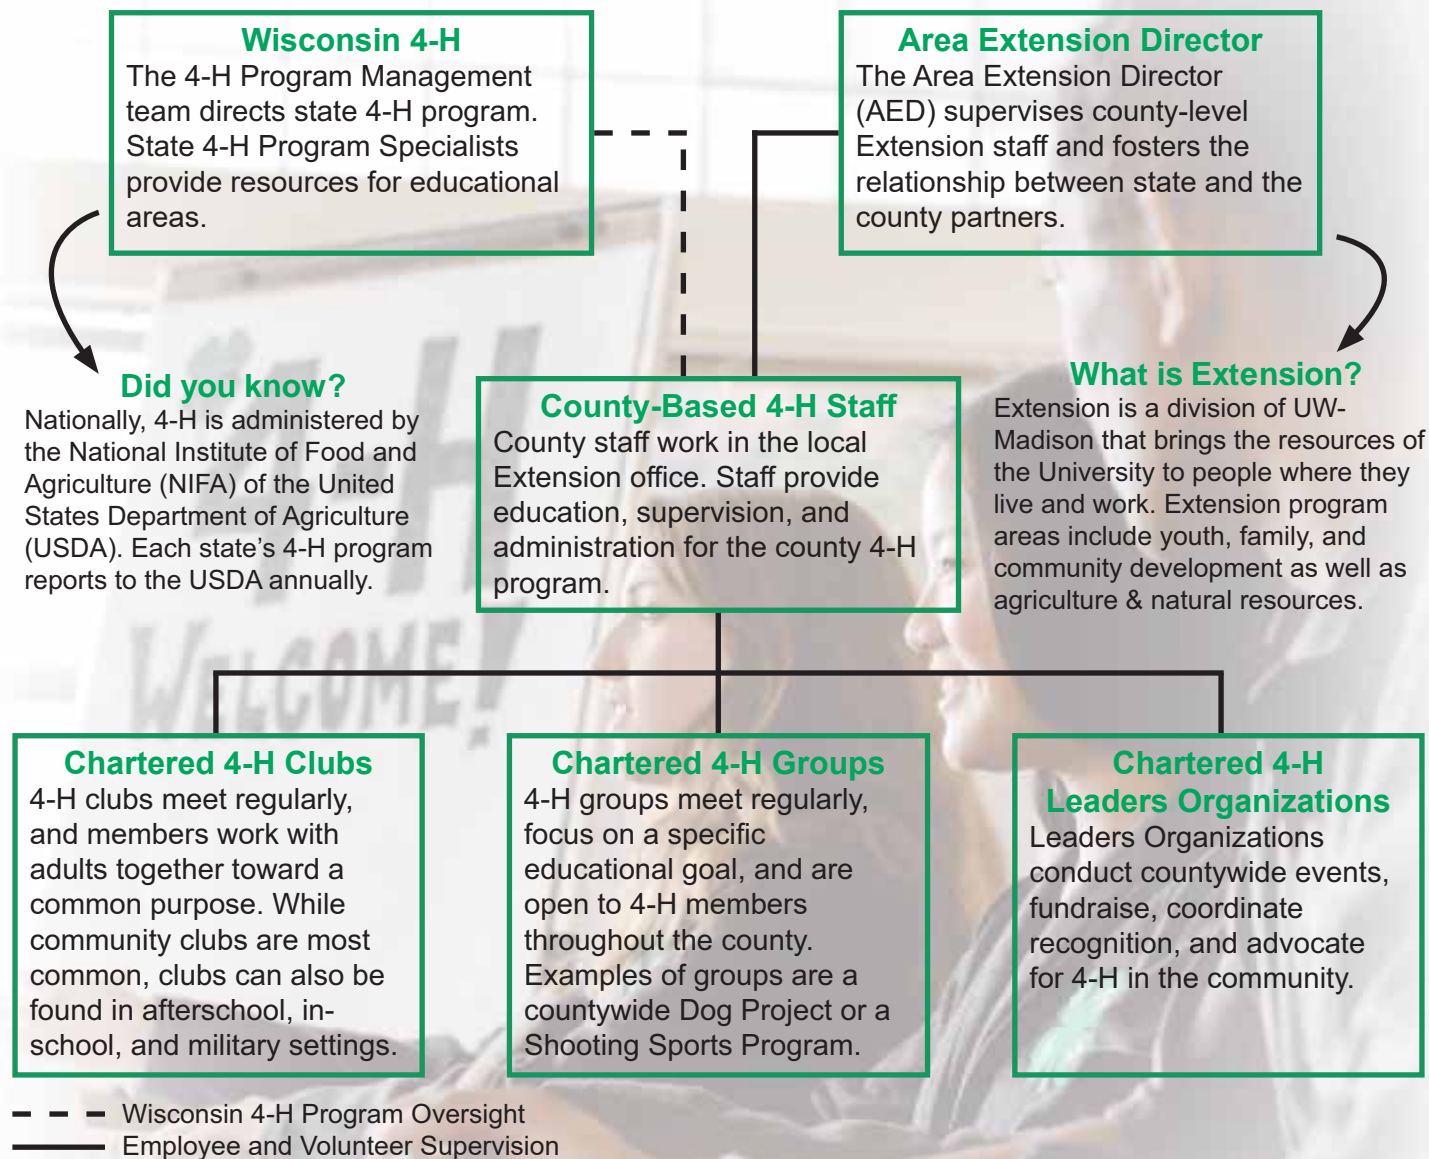 Wisconsin 4-H
The 4-H Program Management
team directs state 4-H program.
State 4-H Program Specialists
provide resources for educational
areas.
Area Extension Director
The Area Extension Director
(AED) supervises county-level
Extension staff and fosters the
relationship between state and the
county partners.
Did you know?
Nationally, 4-H is administered by
the National Institute of Food and
Agriculture (NIFA) of the United
States Department of Agriculture
(USDA). Each state's 4-H program
reports to the USDA annually.
County-Based 4-H Staff
County staff work in the local
Extension office. Staff provide
education, supervision, and
administration for the county 4-H
program.
What is Extension?
Extension is a division of UW-
Madison that brings the resources of
the University to people where they
live and work. Extension program
areas include youth, family, and
community development as well as
agriculture & natural resources.
4-H
WELCOME!
Chartered 4-H Clubs
4-H clubs meet regularly,
and members work with
adults together toward a
common purpose. While
community clubs are most
common, clubs can also be
found in afterschool, in-
school, and military settings.
Chartered 4-H Groups
4-H groups meet regularly,
focus on a specific
educational goal, and are
open to 4-H members
throughout the county.
Examples of groups are a
countywide Dog Project or a
Shooting Sports Program.
Chartered 4-H
Leaders Organizations
Leaders Organizations
conduct countywide events,
fundraise, coordinate
recognition, and advocate
for 4-H in the community.
Wisconsin 4-H Program Oversight
Employee and Volunteer Supervision